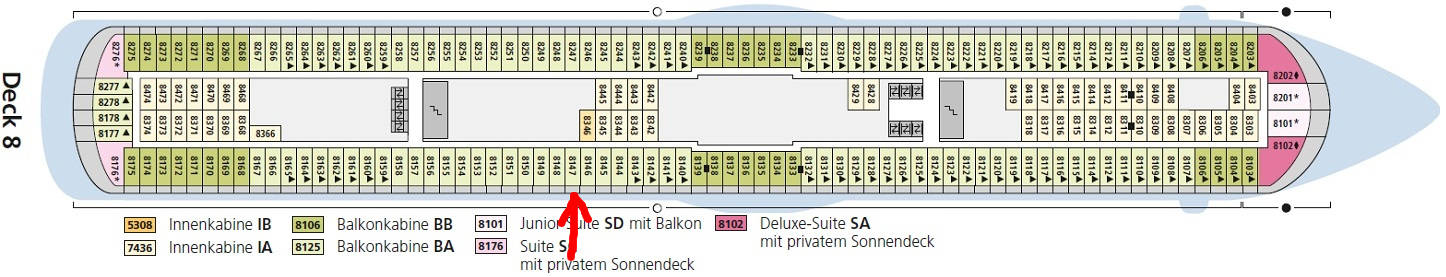 Deck 8
8276* 8275 8274 8273 8272 8271 8270 8269 8268 8267 8266 8265▲ 8264▲ 8263▲ 8262▲ 8261▲ 8260▲ 8259▲ 8258 8257 8256 8255 8254 8253 8252 8251 8250 8249 8248 8247 8246 8245 8244 8243▲ 8242▲ 8241▲ 8240▲ 8239 8238 8237 8236 8235 8234 8233 8232▲ 8231▲ 8230▲ 8229▲ 8228▲ 8227▲ 8226▲ 8225▲ 8224▲ 8223▲ 8222▲ 8221▲ 8220▲ 8219▲ 8218▲ 8217▲ 8216▲ 8215▲ 8214▲ 8212▲ 8211▲ 8210▲ 8209▲ 8208▲ 8207▲ 8206▲ 8205▲ 8204▲ 8203▲
8202♦
8277▲ 8474 8473 8472 8471 8470 8469 8468 8445 8444 8443 8442 8429 8428 8419 8418 8417 8416 8415 8414 8412 8411 8410 8409 8408 8404 8403 8201*
8278▲
8178▲ 8374 8373 8372 8371 8370 8369 8368 8366 8346 8345 8344 8343 8342 8318 8317 8316 8315 8314 8312 8311 8310 8309 8308 8307 8306 8305 8304 8303 8101*
8177▲
8102♦
8176* 8175 8174 8173 8172 8171 8170 8169 8168 8167 8166 8165▲ 8164▲ 8163▲ 8162▲ 8161▲ 8160▲ 8159▲ 8158 8157 8156 8155 8154 8153 8152 8151 8150 8149 8148 8147 8146 8145 8144 8143▲ 8142▲ 8141▲ 8140▲ 8139 8138 8137 8136 8135 8134 8133 8132▲ 8131▲ 8130▲ 8129▲ 8128▲ 8127▲ 8126▲ 8125▲ 8124▲ 8123▲ 8122▲ 8121▲ 8120▲ 8119▲ 8118▲ 8117▲ 8116▲ 8115▲ 8114▲ 8112▲ 8111▲ 8110▲ 8109▲ 8108▲ 8107▲ 8106▲ 8105▲ 8104▲ 8103▲
5308 Innenkabine IB 8106 Balkonkabine BB 8101 Junior Suite SD mit Balkon 8102 Deluxe-Suite SA
7436 Innenkabine IA 8125 Balkonkabine BA 8176 Suite mit privatem Sonnendeck
mit privatem Sonnendeck